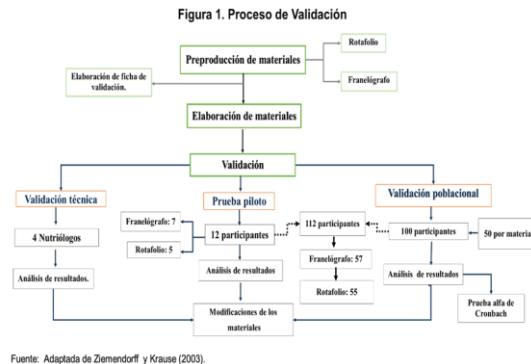 Figura 1. Proceso de Validación
Rotafolio
Preproducción de materiales
Elaboración de ficha de
validación.
Franelógrafo
Elaboración de materiales
Validación
Validación técnica
Prueba piloto
Validación poblacional
Franelógrafo: 7
4 Nutriólogos
12 participantes
112 participantes
100 participantes
50 por materia
Rotafolio: 5
Franelógrafo: 57
Análisis de resultados.
Análisis de resultados
Análisis de resultados
Rotafolio: 55
Prueba alfa de
Cronbach
Modificaciones de los
materiales
Fuente: Adaptada de Ziemendorff y Krause (2003).